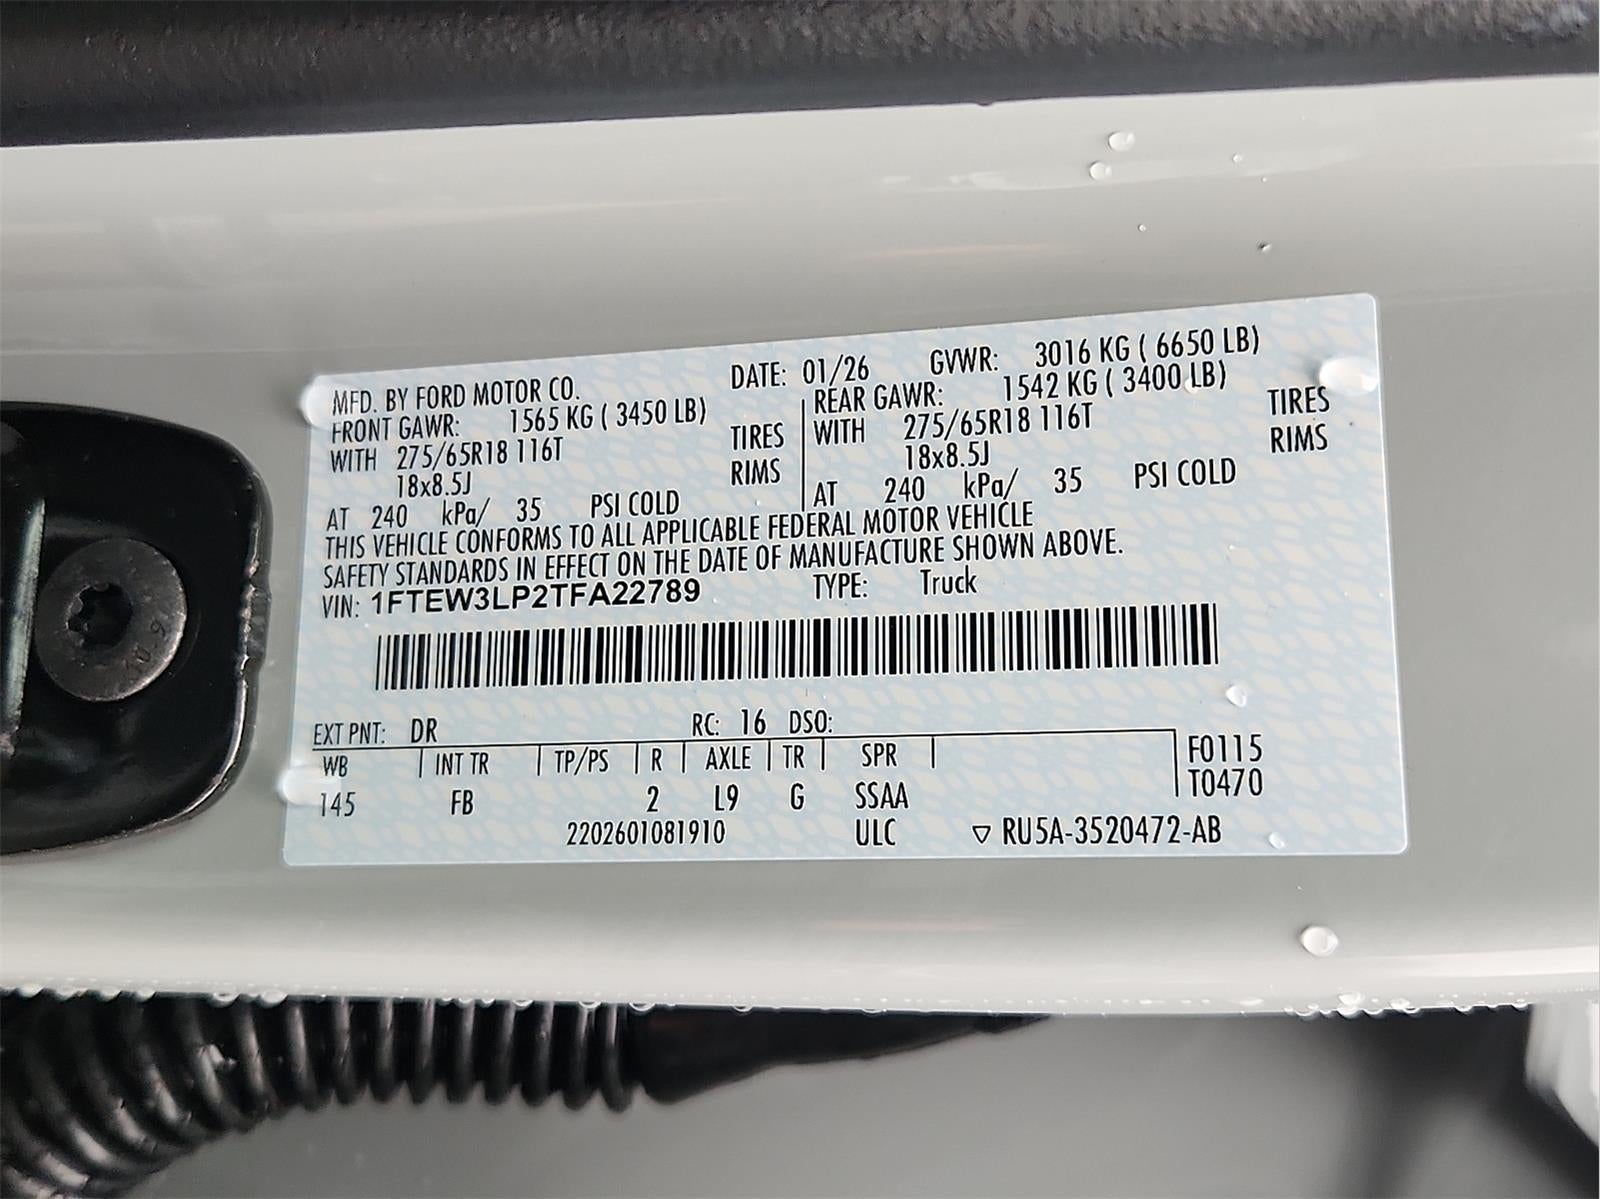 MFD. BY FORD MOTOR CO. DATE: 01/26 GVWR: 3016 KG ( 6650 LB)
FRONT GAWR: 1565 KG ( 3450 LB) REAR GAWR: 1542 KG ( 3400 LB)
WITH 275/65R18 116T TIRES WITH 275/65R18 116T TIRES
18x8.5J RIMS 18x8.5J RIMS
AT 240 kPa/ 35 PSI COLD AT 240 kPa/ 35 PSI COLD
THIS VEHICLE CONFORMS TO ALL APPLICABLE FEDERAL MOTOR VEHICLE
SAFETY STANDARDS IN EFFECT ON THE DATE OF MANUFACTURE SHOWN ABOVE.
VIN: 1FTEW3LP2TFA22789 TYPE: Truck
EXT PNT: DR RC: 16 DSO:
WB INT TR TP/PS R AXLE TR SPR F0115
145 FB 2 L9 G SSAA T0470
2202601081910 ULC ▽ RU5A-3520472-AB